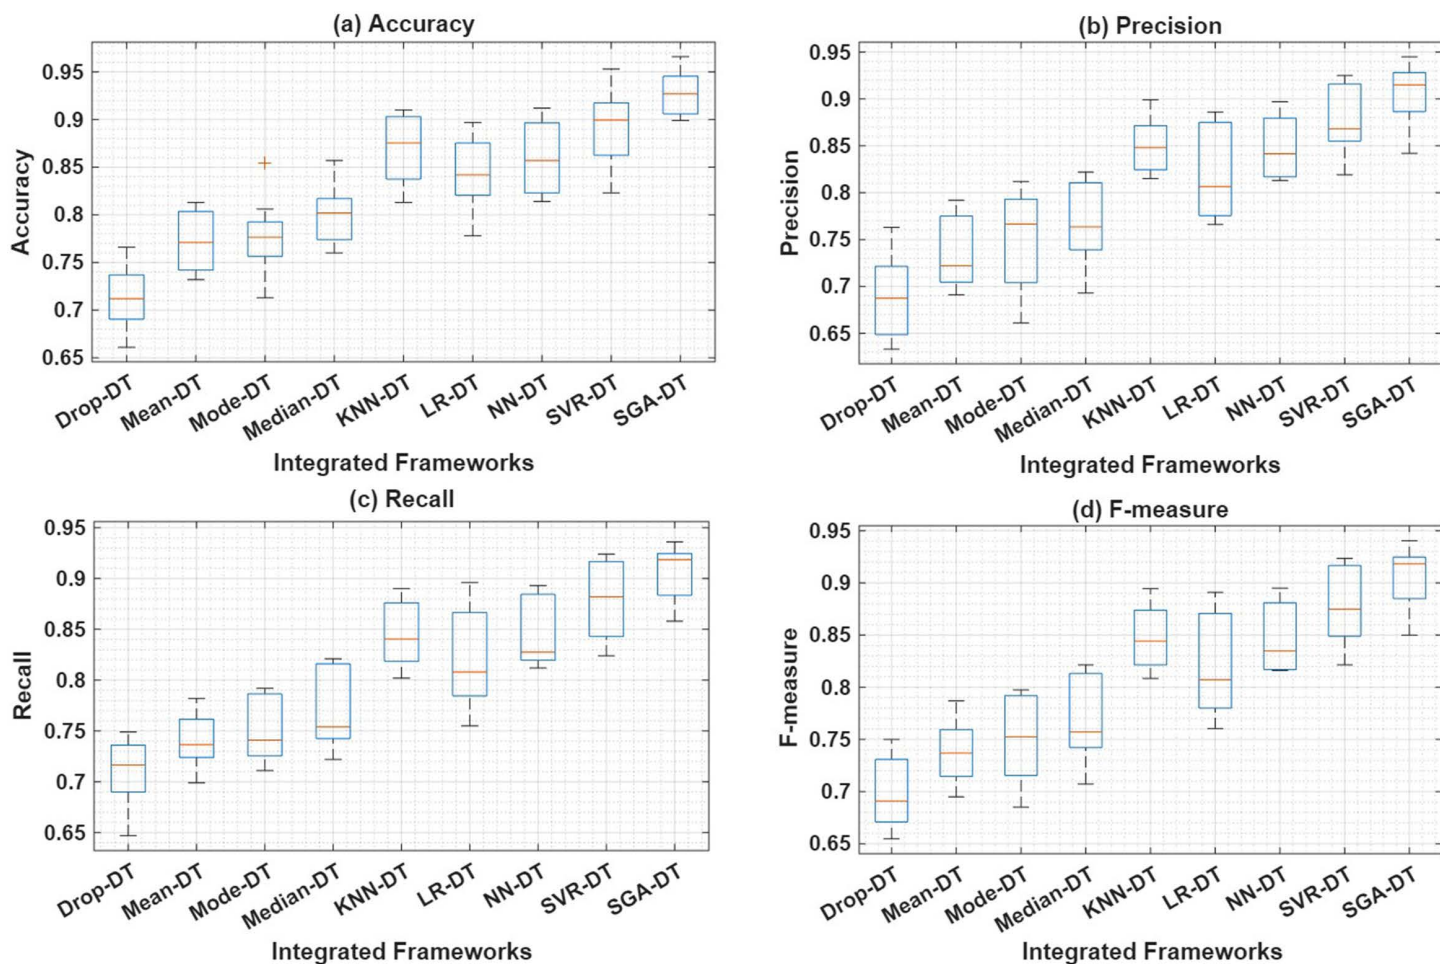 (a) Accuracy
0.95
0.9
0.85
0.8
0.75
0.7
0.65
Accuracy
Drop-DT
Mean-DT
Mode-DT
Median-DT
KNN-DT
LR-DT
NN-DT
SVR-DT
SGA-DT
Integrated Frameworks
(b) Precision
0.95
0.9
0.85
0.8
0.75
0.7
0.65
Precision
Drop-DT
Mean-DT
Mode-DT
Median-DT
KNN-DT
LR-DT
NN-DT
SVR-DT
SGA-DT
Integrated Frameworks
(c) Recall
0.95
0.9
0.85
0.8
0.75
0.7
0.65
Recall
Drop-DT
Mean-DT
Mode-DT
Median-DT
KNN-DT
LR-DT
NN-DT
SVR-DT
SGA-DT
Integrated Frameworks
(d) F-measure
0.95
0.9
0.85
0.8
0.75
0.7
0.65
F-measure
Drop-DT
Mean-DT
Mode-DT
Median-DT
KNN-DT
LR-DT
NN-DT
SVR-DT
SGA-DT
Integrated Frameworks